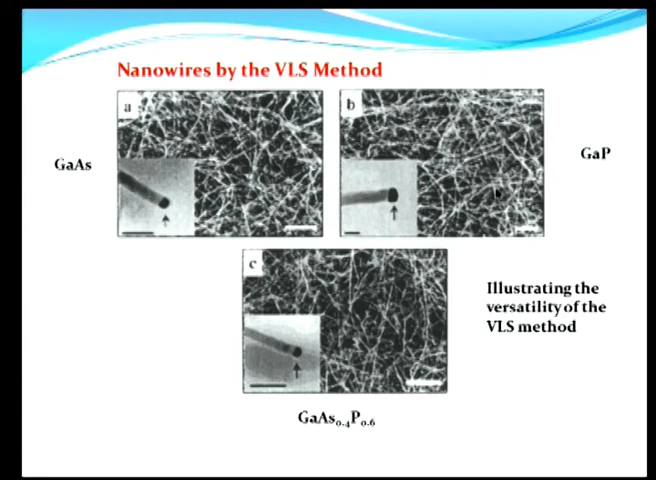 Nanowires by the VLS Method
a
b
GaAs
GaP
c
Illustrating the
versatility of the
VLS method
GaAs₀.₄P₀.₆